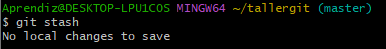 Aprendiz@DESKTOP-LPU1COS MINGW64 ~/tallergit (master)
$ git stash
No local changes to save